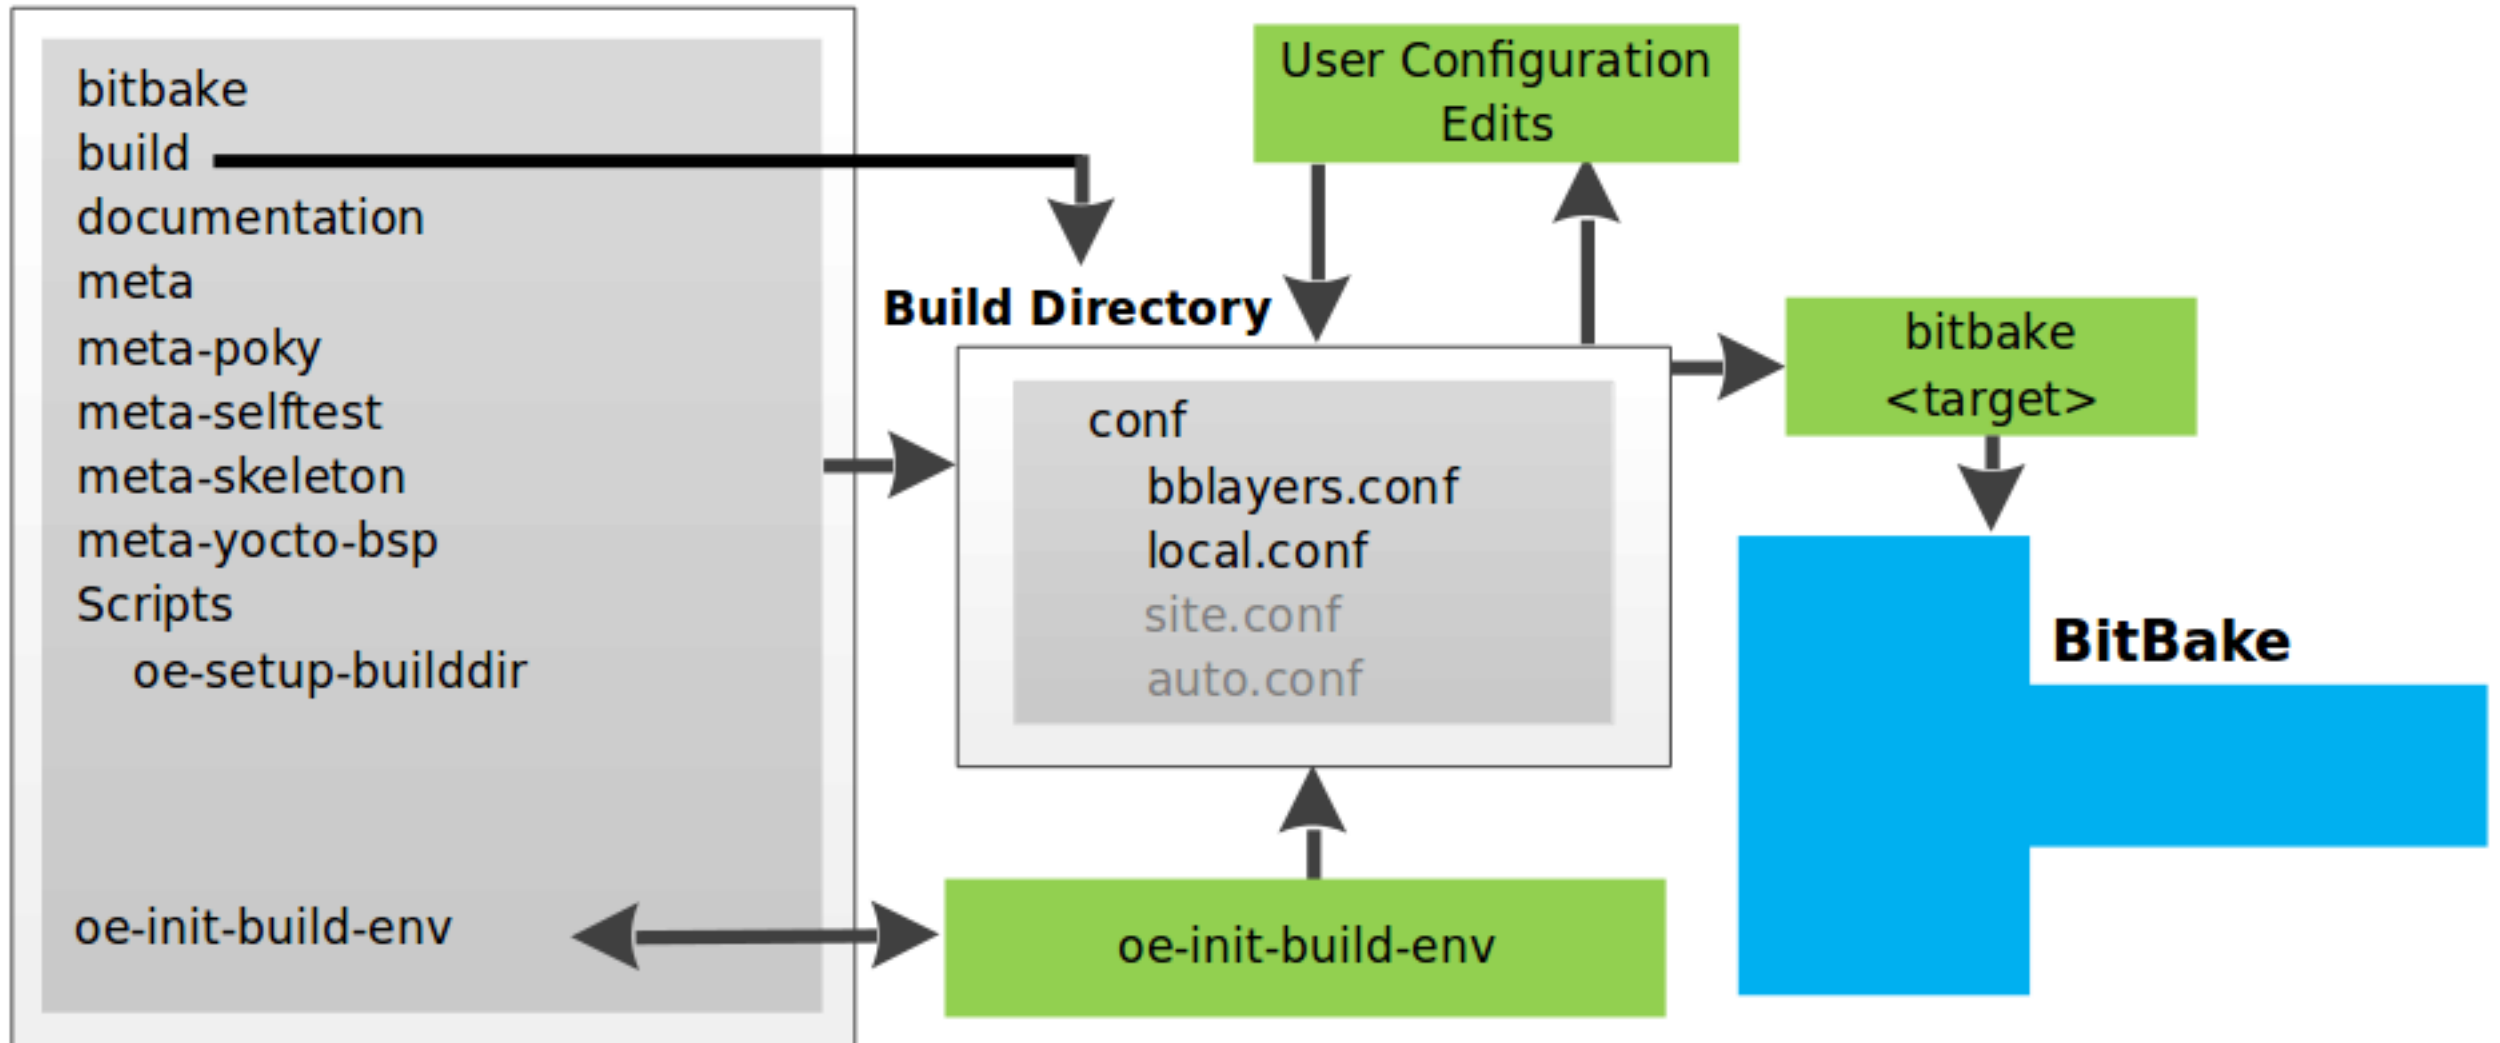 bitbake
build
documentation
meta
meta-poky
meta-selftest
meta-skeleton
meta-yocto-bsp
Scripts
oe-setup-builddir
oe-init-build-env
User Configuration
Edits
Build Directory
conf
bblayers.conf
local.conf
site.conf
auto.conf
oe-init-build-env
bitbake
<target>
BitBake